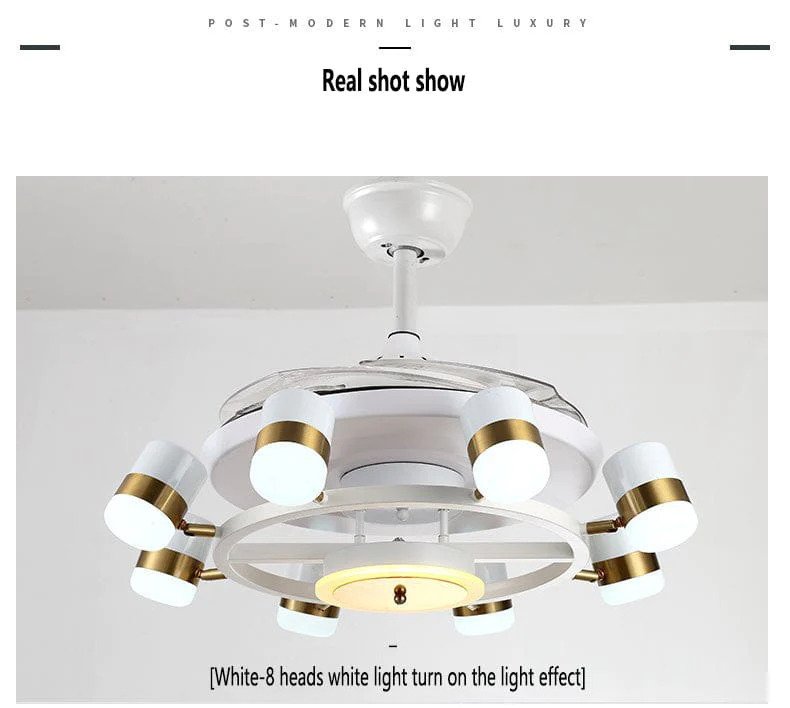 POST-MODERN LIGHT LUXURY
Real shot show
[White-8 heads white light turn on the light effect]